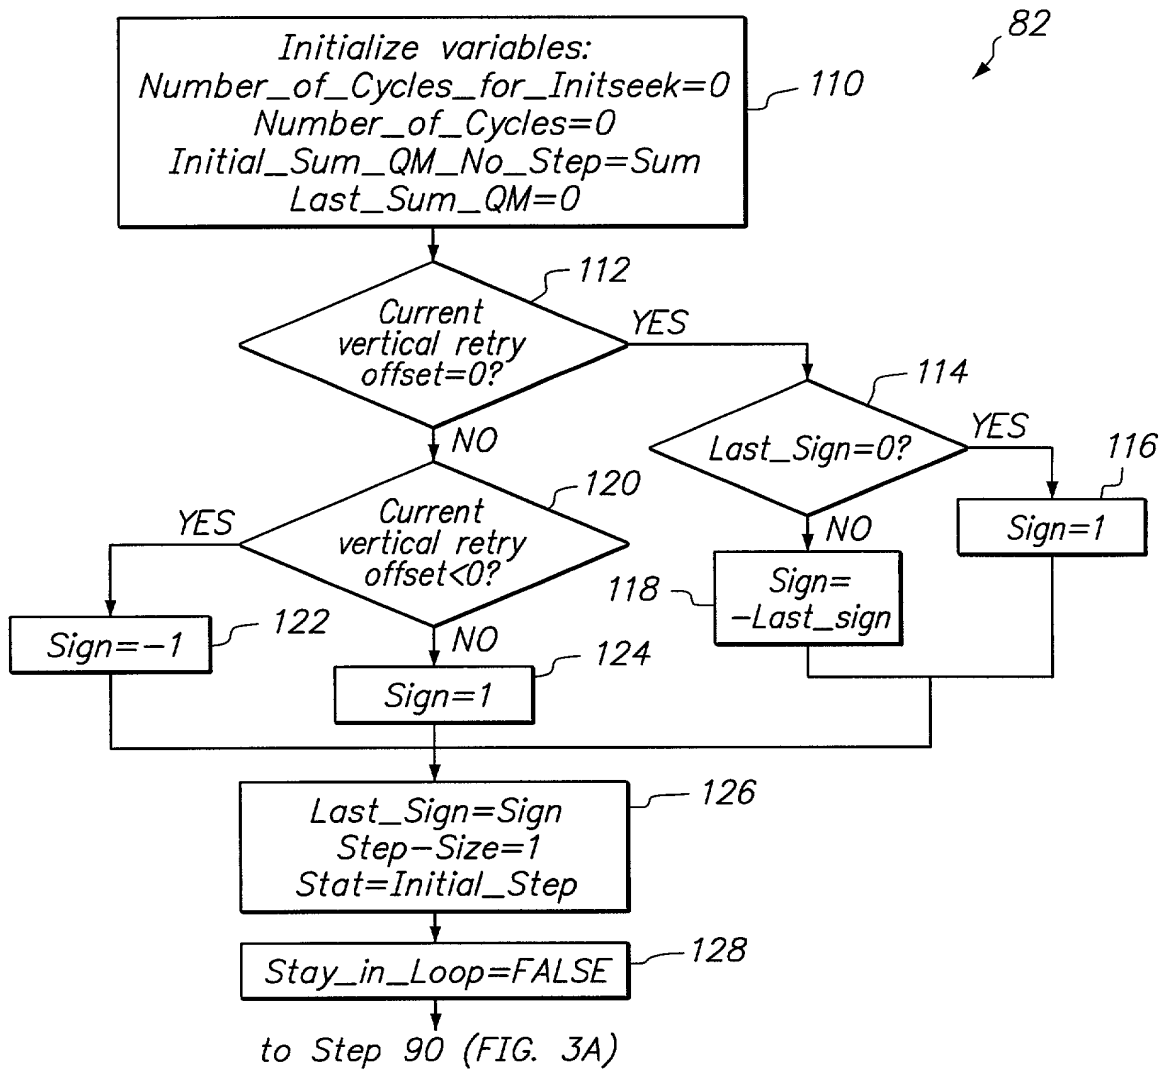 82
Initialize variables:
Number_of_Cycles_for_Initseek=0
Number_of_Cycles=0
Initial_Sum_QM_No_Step=Sum
Last_Sum_QM=0
110
112
Current
vertical retry
offset=0?
YES
NO
114
Last_Sign=0?
YES
NO
116
Sign=1
118
Sign=
-Last_sign
120
Current
vertical retry
offset<0?
YES
NO
122
Sign=-1
124
Sign=1
126
Last_Sign=Sign
Step-Size=1
Stat=Initial_Step
128
Stay_in_Loop=FALSE
to Step 90 (FIG. 3A)